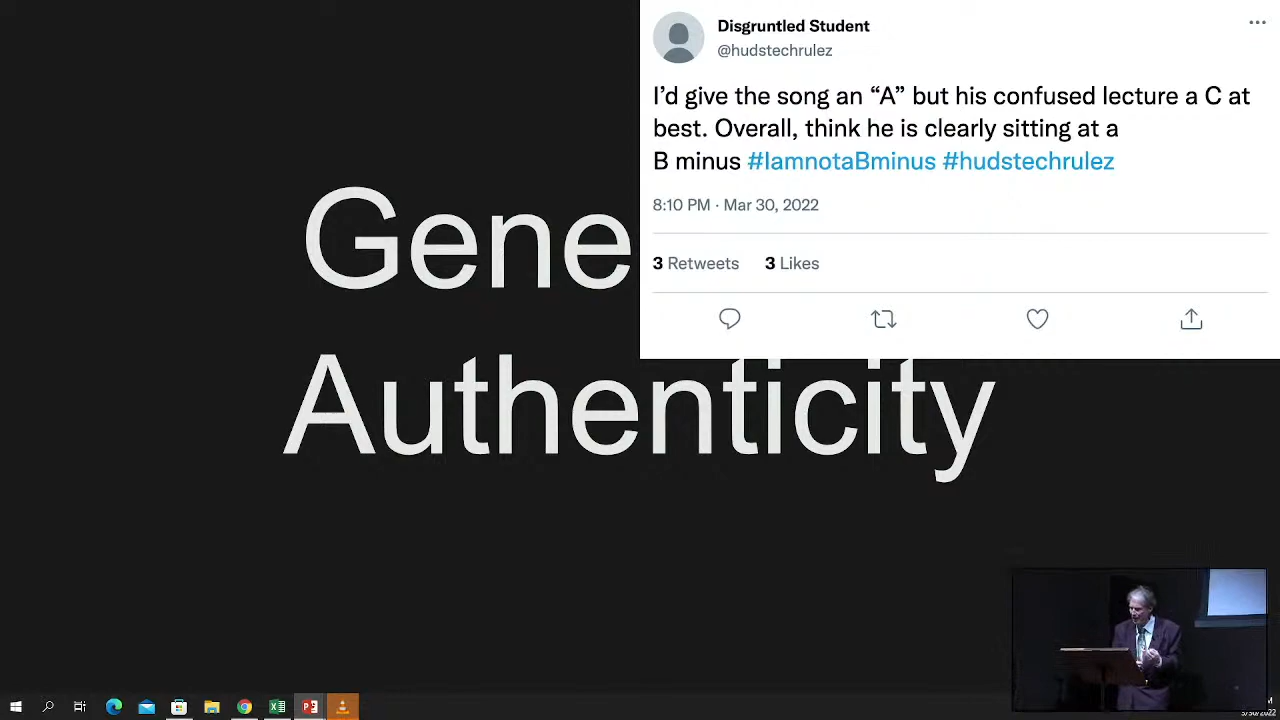 Disgruntled Student
@hudstechrulez
I’d give the song an “A” but his confused lecture a C at
best. Overall, think he is clearly sitting at a
B minus #IamnotaBminus #hudstechrulez
8:10 PM · Mar 30, 2022
3 Retweets 3 Likes
Gene
Authenticity